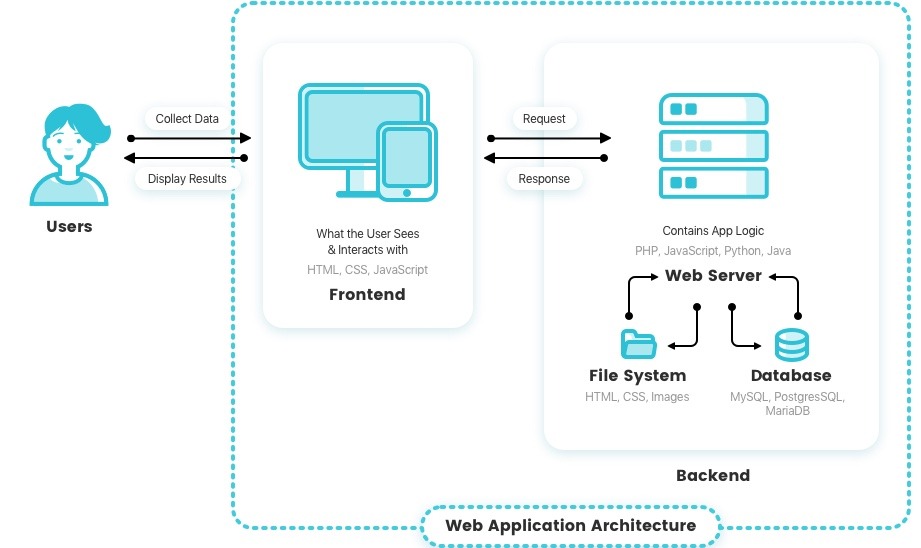 Collect Data
Display Results
Users
What the User Sees
& Interacts with
HTML, CSS, JavaScript
Frontend
Request
Response
Contains App Logic
PHP, JavaScript, Python, Java
Web Server
File System
HTML, CSS, Images
Database
MySQL, PostgresSQL,
MariaDB
Backend
Web Application Architecture